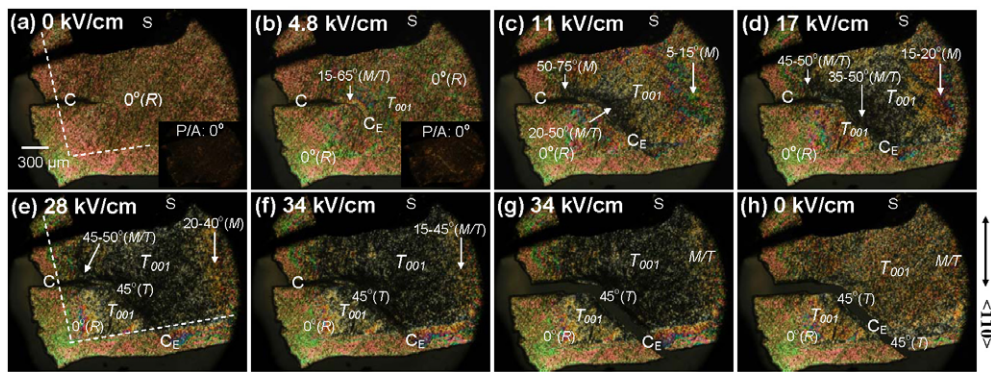 (a) 0 kV/cm
S
C
0°(R)
300 μm
P/A: 0°
(b) 4.8 kV/cm
15-65°(M/T)
0°(R)
T001
CE
0°(R)
P/A: 0°
(c) 11 kV/cm
S
50-75°(M)
5-15°(M)
C
T001
20-50°(M/T)
CE
0°(R)
(d) 17 kV/cm
S
45-50°(M/T)
15-20°(M)
35-50°(M/T)
C
T001
T001
CE
0°(R)
(e) 28 kV/cm
S
20-40°(M)
45-50°(M/T)
T001
C
45°(T)
T001
0°(R)
CE
(f) 34 kV/cm
S
15-45°(M/T)
T001
C
45°(T)
T001
0°(R)
CE
(g) 34 kV/cm
S
T001
M/T
C
45°(T)
T001
0°(R)
CE
(h) 0 kV/cm
S
T001
M/T
C
45°(T)
T001
CE
0°(R)
45°(T)
<110>